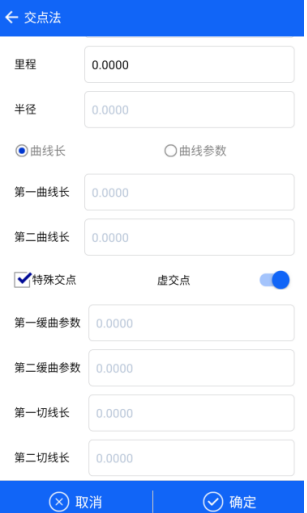 交点法
里程 0.0000
半径 0.0000
曲线长 曲线参数
第一曲线长 0.0000
第二曲线长 0.0000
特殊交点 虚交点
第一缓曲参数 0.0000
第二缓曲参数 0.0000
第一切线长 0.0000
第二切线长 0.0000
取消 确定